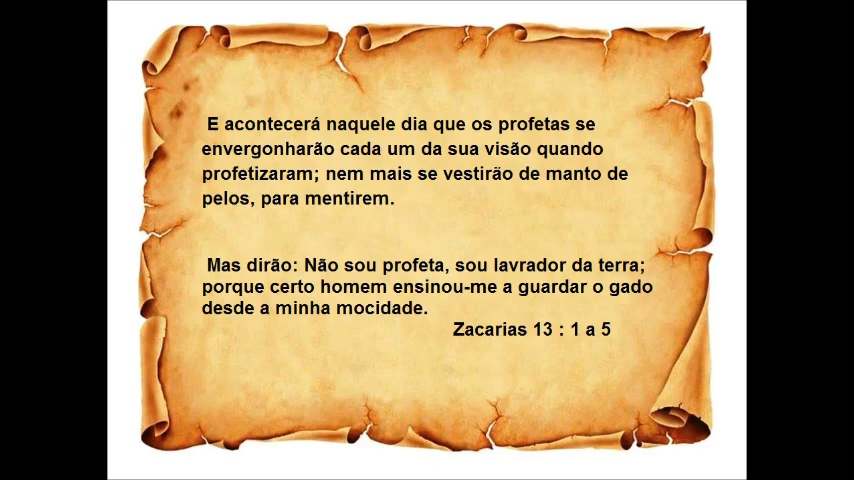 E acontecerá naquele dia que os profetas se
envergonharão cada um da sua visão quando
profetizaram; nem mais se vestirão de manto de
pelos, para mentirem.
Mas dirão: Não sou profeta, sou lavrador da terra;
porque certo homem ensinou-me a guardar o gado
desde a minha mocidade.
Zacarias 13 : 1 a 5